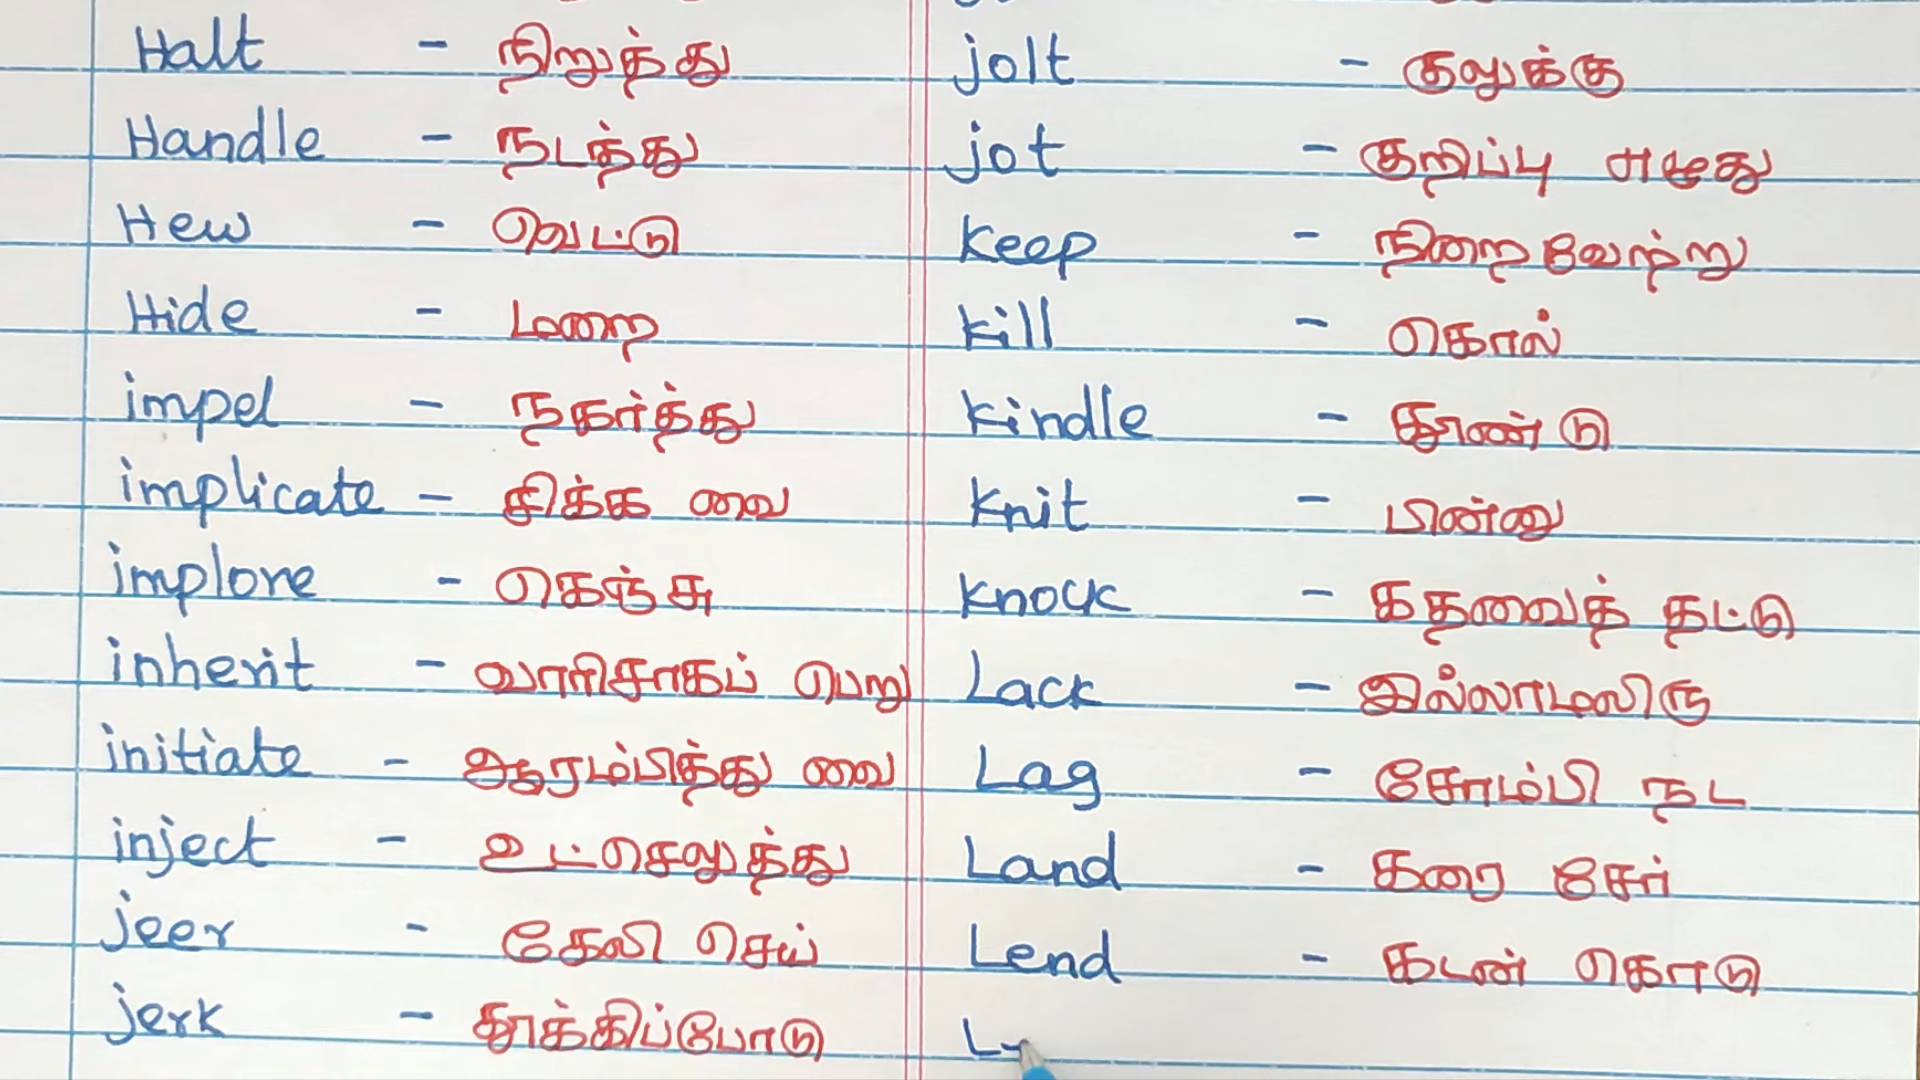 Halt - நிறுத்து
Handle - நடத்து
Hew - வெட்டு
Hide - மறை
impel - நகர்த்து
implicate - சிக்க வை
implore - கெஞ்சு
inherit - வாரிசாகப் பெறு
initiate - ஆரம்பித்து வை
inject - உட்செலுத்து
jeer - கேலி செய்
jerk - தூக்கிப்போடு
jolt - குலுக்கு
jot - குறிப்பு எழுது
Keep - நிறைவேற்று
Kill - கொல்
Kindle - தூண்டு
Knit - பின்னு
Knock - கதவைத் தட்டு
Lack - இல்லாமலிரு
Lag - சோம்பி நட
Land - கரை சேர்
Lend - கடன் கொடு